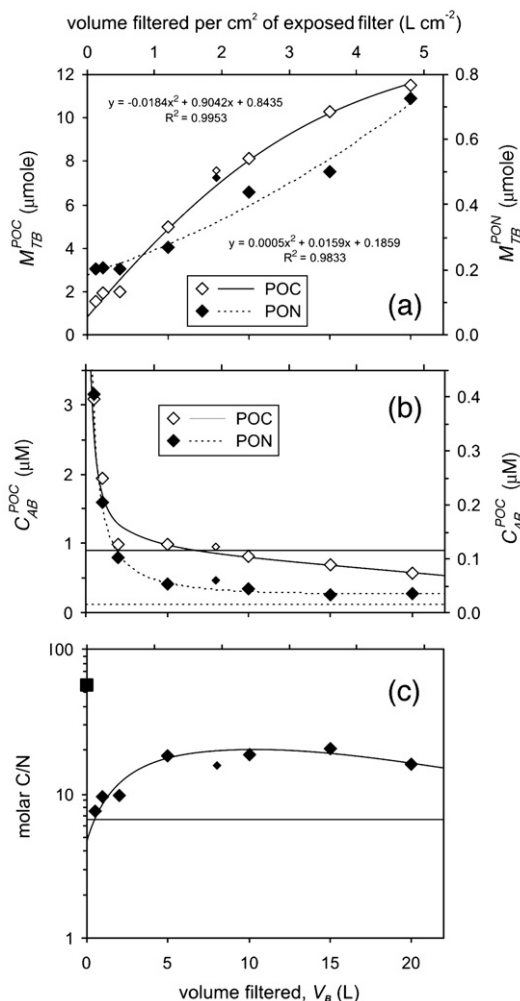 volume filtered per cm² of exposed filter (L cm⁻²)
0 1 2 3 4 5
12 0.8
y = -0.0184x² + 0.9042x + 0.8435
R² = 0.9953
10
8 0.6
6 0.4
4 0.2
2
0 0.0
M_TB^POC (µmole)
M_TB^PON (µmole)
y = 0.0005x² + 0.0159x + 0.1859
R² = 0.9833
POC
PON
(a)
3 0.4
0.3
2 0.2
1 0.1
0 0.0
C_AB^POC (µM)
C_AB^POC (µM)
POC
PON
(b)
100
10
1
molar C/N
(c)
0 5 10 15 20
volume filtered, V_B (L)